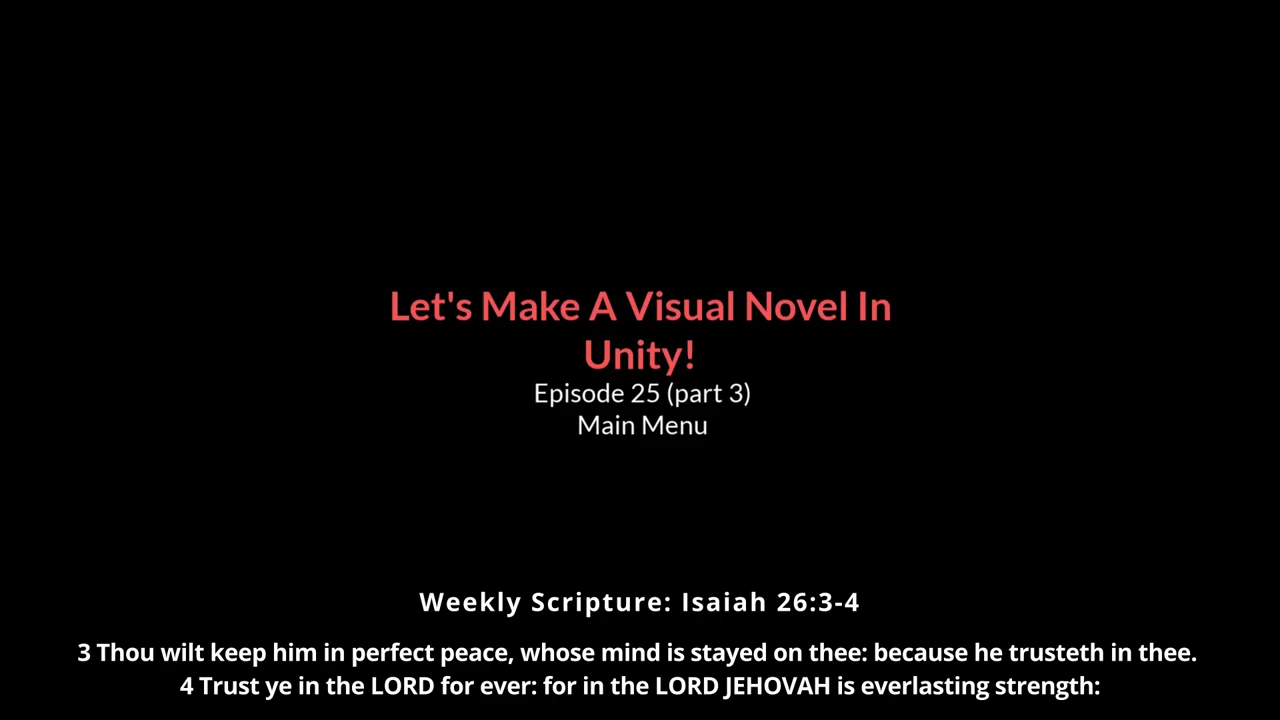 Let's Make A Visual Novel In
Unity!
Episode 25 (part 3)
Main Menu
Weekly Scripture: Isaiah 26:3-4
3 Thou wilt keep him in perfect peace, whose mind is stayed on thee: because he trusteth in thee.
4 Trust ye in the LORD for ever: for in the LORD JEHOVAH is everlasting strength: